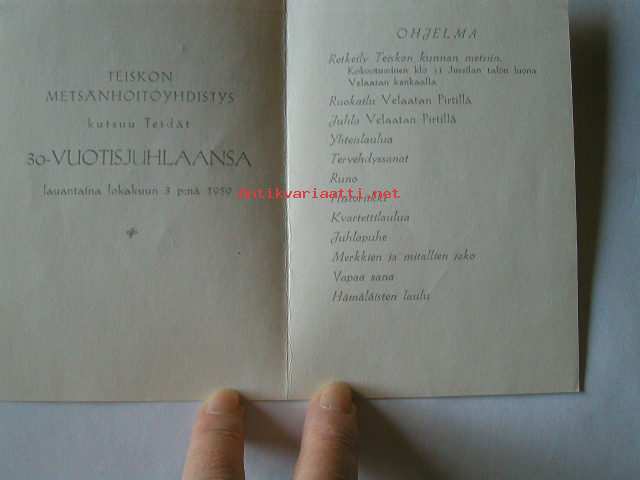 TEISKON
METSÄNHOITOYHDISTYS
kutsuu Teidät
30-VUOTISJUHLAANSA
lauantaina lokakuun 3 p:nä 1959
OHJELMA
Retkeily Teiskon kunnan metsiin.
Kokoontuminen klo 11 Jussilan talon luona
Velaatan kankaalla
Ruokailu Velaatan Pirtillä
Juhla Velaatan Pirtillä
Yhteislaulua
Tervehdyssanat
Runo
Historiikki
Kvartettilaulua
Juhlapuhe
Merkkien ja mitallien jako
Vapaa sana
Hämäläisten laulu
Antikvariaatti.net